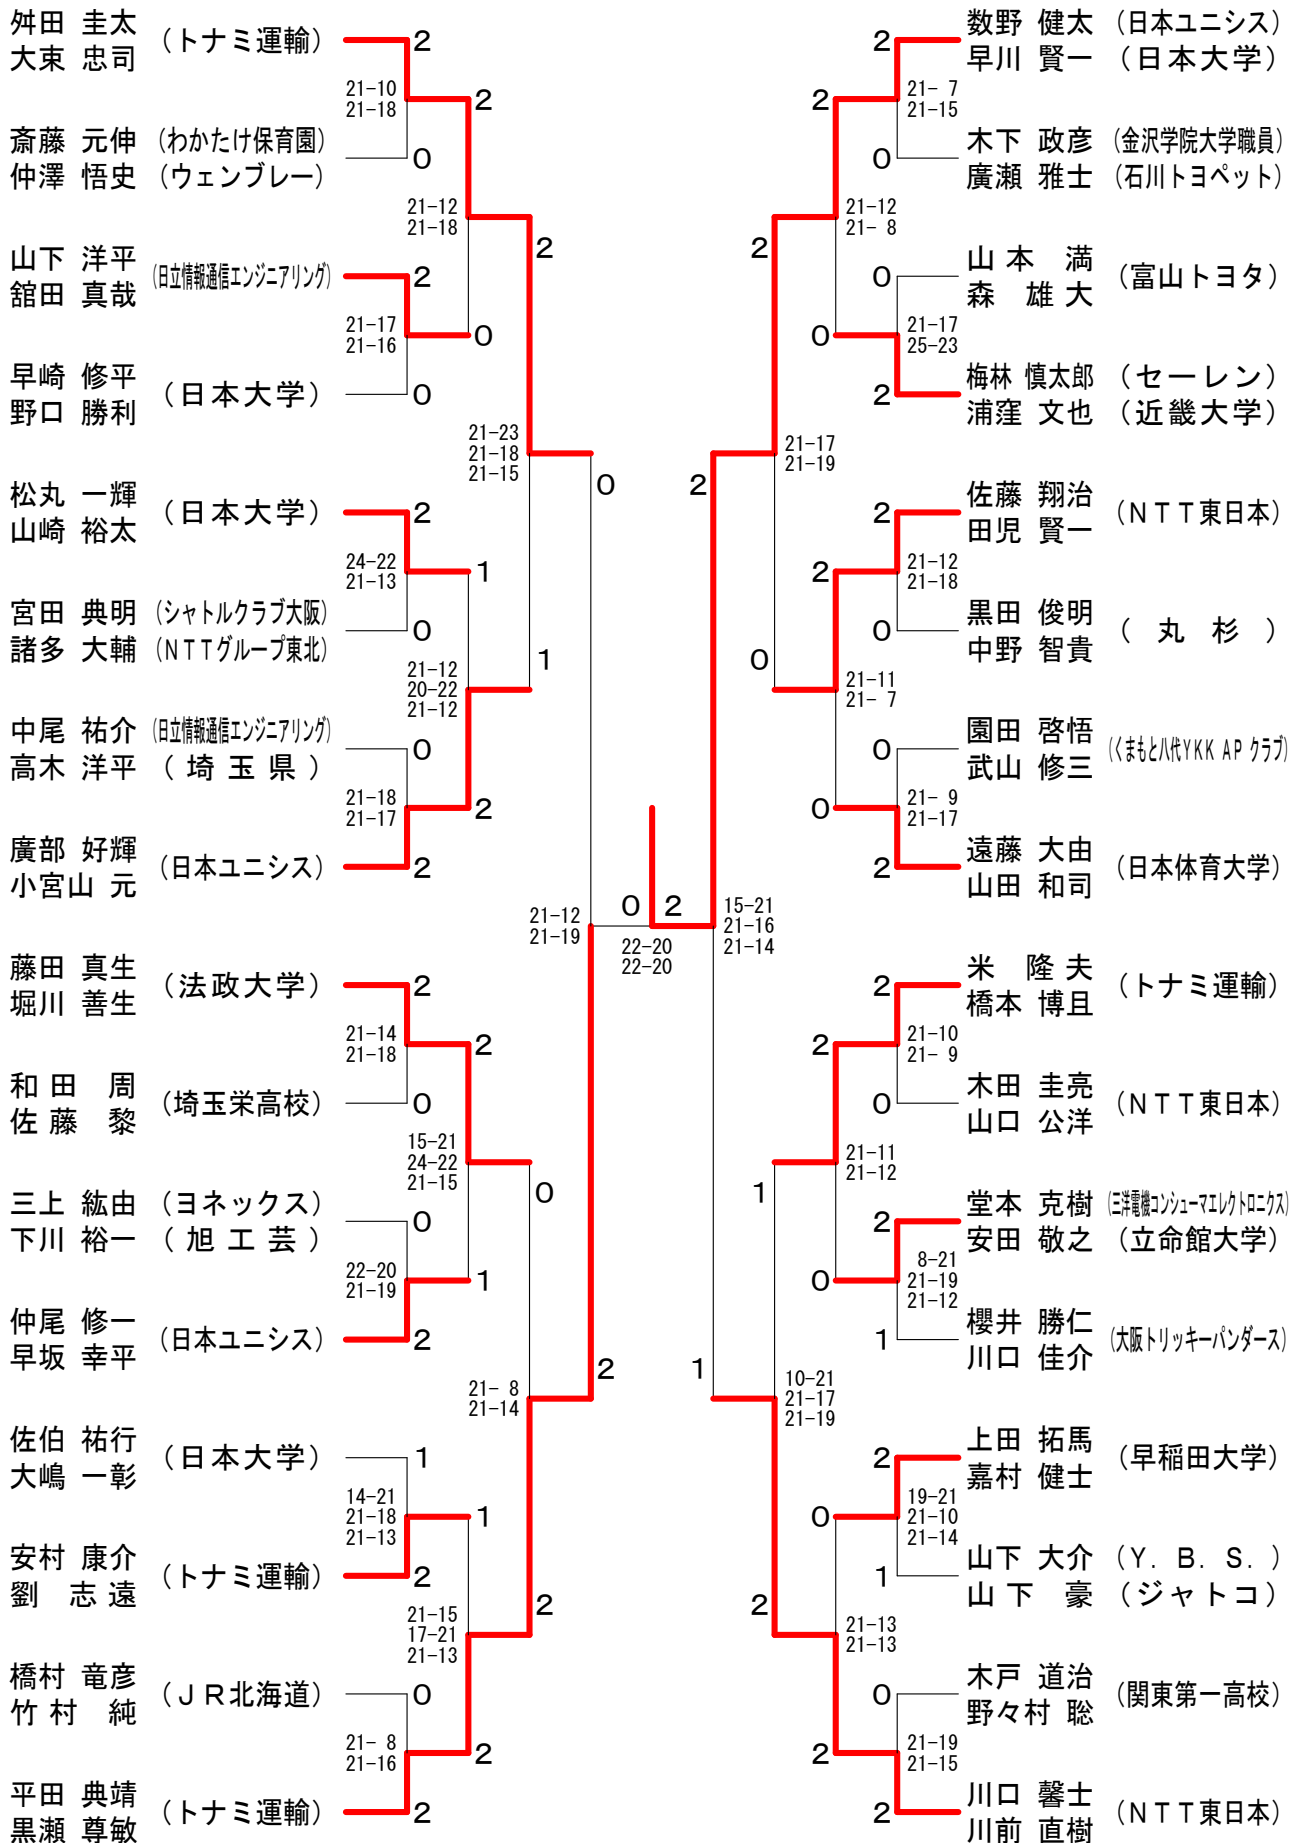 舛田 圭太
大束 忠司
(トナミ運輸)
2
21-10
21-18
2
斎藤 元伸 (わかたけ保育園)
仲澤 悟史 (ウェンブレー)
0
21-12
21-18
2
山下 洋平
舘田 真哉
(日立情報通信エンジニアリング)
2
21-17
21-16
0
早崎 修平
野口 勝利
(日本大学)
0
21-23
21-18
21-15
0
松丸 一輝
山崎 裕太
(日本大学)
2
24-22
21-13
1
宮田 典明 (シャトルクラブ大阪)
諸多 大輔 (NTTグループ東北)
0
21-12
20-22
21-12
1
中尾 祐介 (日立情報通信エンジニアリング)
高木 洋平 (埼玉県)
0
21-18
21-17
2
廣部 好輝
小宮山 元
(日本ユニシス)
2
21-12
21-19
0
2
22-20
22-20
藤田 真生
堀川 善生
(法政大学)
2
21-14
21-18
2
和田 周
佐藤 黎
(埼玉栄高校)
0
15-21
24-22
21-15
0
三上 紘由 (ヨネックス)
下川 裕一 (旭工芸)
0
22-20
21-19
1
仲尾 修一
早坂 幸平
(日本ユニシス)
2
21- 8
21-14
2
佐伯 祐行
大嶋 一彰
(日本大学)
1
14-21
21-18
21-13
1
安村 康介
劉 志遠
(トナミ運輸)
2
21-15
17-21
21-13
2
橋村 竜彦
竹村 純
(JR北海道)
0
21- 8
21-16
2
平田 典靖
黒瀬 尊敏
(トナミ運輸)
2
数野 健太 (日本ユニシス)
早川 賢一 (日本大学)
2
21- 7
21-15
2
木下 政彦 (金沢学院大学職員)
廣瀬 雅士 (石川トヨペット)
0
21-12
21- 8
2
山本 満
森 雄大
(富山トヨタ)
0
21-17
25-23
0
梅林 慎太郎 (セーレン)
浦窪 文也 (近畿大学)
2
21-17
21-19
2
佐藤 翔治
田児 賢一
(NTT東日本)
2
21-12
21-18
2
黒田 俊明
中野 智貴
(丸杉)
0
21-11
21- 7
0
園田 啓悟
武山 修三
(くまもと八代YKK AP クラブ)
0
21- 9
21-17
0
遠藤 大由
山田 和司
(日本体育大学)
2
15-21
21-16
21-14
米 隆夫
橋本 博且
(トナミ運輸)
2
21-10
21- 9
2
木田 圭亮
山口 公洋
(NTT東日本)
0
21-11
21-12
1
堂本 克樹 (三洋電機コンシューマエレクトロニクス)
安田 敬之 (立命館大学)
2
8-21
21-19
21-12
0
櫻井 勝仁
川口 佳介
(大阪トリッキーパンダース)
1
10-21
21-17
21-19
1
上田 拓馬
嘉村 健士
(早稲田大学)
2
19-21
21-10
21-14
0
山下 大介 (Y.B.S.)
山下 豪 (ジャトコ)
1
21-13
21-13
2
木戸 道治
野々村 聡
(関東第一高校)
0
21-19
21-15
2
川口 馨士
川前 直樹
(NTT東日本)
2